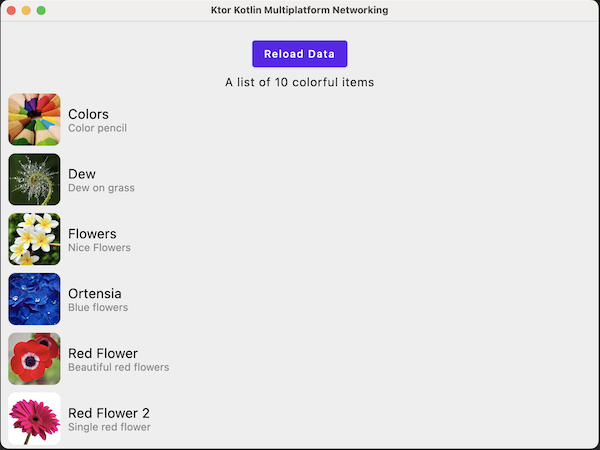 Ktor Kotlin Multiplatform Networking
Reload Data
A list of 10 colorful items
Colors
Color pencil
Dew
Dew on grass
Flowers
Nice Flowers
Ortensia
Blue flowers
Red Flower
Beautiful red flowers
Red Flower 2
Single red flower